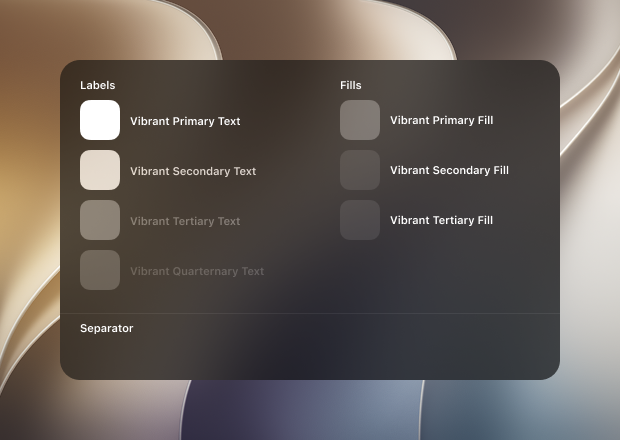 Labels
Vibrant Primary Text
Vibrant Secondary Text
Vibrant Tertiary Text
Vibrant Quarternary Text
Fills
Vibrant Primary Fill
Vibrant Secondary Fill
Vibrant Tertiary Fill
Separator